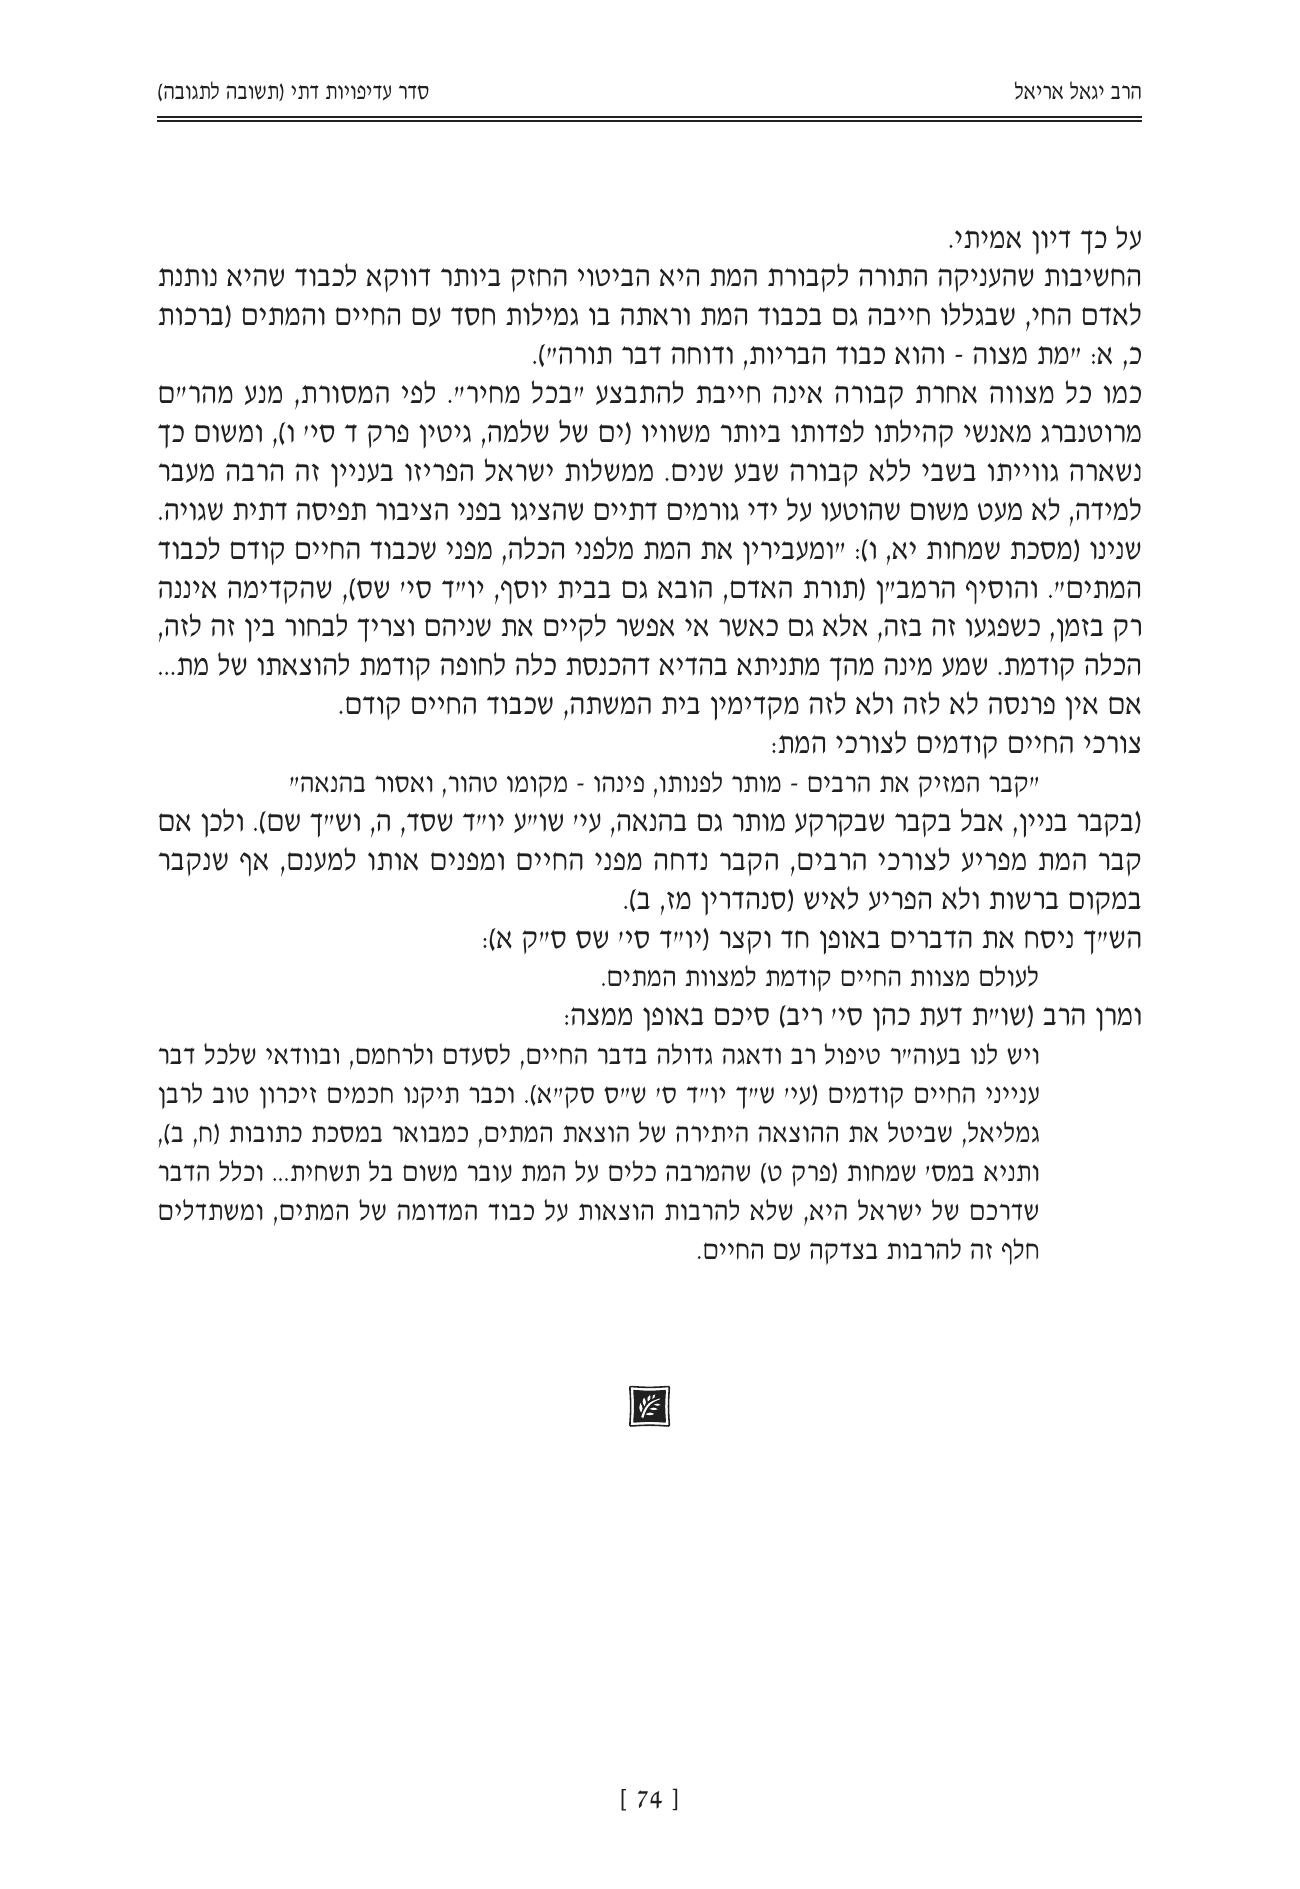 הרב יגאל אריאל
סדר עדיפויות דתי (תשובה לתגובה)
על כך דיון אמיתי.
החשיבות שהעניקה התורה לקבורת המת היא הביטוי החזק ביותר דווקא לכבוד שהיא נותנת
לאדם החי, שבגללו חייבה גם בכבוד המת וראתה בו גמילות חסד עם החיים והמתים (ברכות
כ, א: ״מת מצוה - והוא כבוד הבריות, ודוחה דבר תורה״).
כמו כל מצווה אחרת קבורה אינה חייבת להתבצע ״בכל מחיר״. לפי המסורת, מנע מהר״ם
מרוטנברג מאנשי קהילתו לפדותו ביותר משוויו (ים של שלמה, גיטין פרק ד סי׳ ו), ומשום כך
נשארה גווייתו בשבי ללא קבורה שבע שנים. ממשלות ישראל הפריזו בעניין זה הרבה מעבר
למידה, לא מעט משום שהוטעו על ידי גורמים דתיים שהציגו בפני הציבור תפיסה דתית שגויה.
שנינו (מסכת שמחות יא, ו): ״ומעבירין את המת מלפני הכלה, מפני שכבוד החיים קודם לכבוד
המתים״. והוסיף הרמב״ן (תורת האדם, הובא גם בבית יוסף, יו״ד סי׳ שס), שהקדימה איננה
רק בזמן, כשפגעו זה בזה, אלא גם כאשר אי אפשר לקיים את שניהם וצריך לבחור בין זה לזה,
הכלה קודמת. שמע מינה מהך מתניתא בהדיא דהכנסת כלה לחופה קודמת להוצאתו של מת...
אם אין פרנסה לא לזה ולא לזה מקדימין בית המשתה, שכבוד החיים קודם.
צורכי החיים קודמים לצורכי המת:
״קבר המזיק את הרבים - מותר לפנותו, פינהו - מקומו טהור, ואסור בהנאה״
(בקבר בניין, אבל בקבר שבקרקע מותר גם בהנאה, עי׳ שו״ע יו״ד שסד, ה, וש״ך שם). ולכן אם
קבר המת מפריע לצורכי הרבים, הקבר נדחה מפני החיים ומפנים אותו למענם, אף שנקבר
במקום ברשות ולא הפריע לאיש (סנהדרין מז, ב).
הש״ך ניסח את הדברים באופן חד וקצר (יו״ד סי׳ שס ס״ק א):
לעולם מצוות החיים קודמת למצוות המתים.
ומרן הרב (שו״ת דעת כהן סי׳ ריב) סיכם באופן ממצה:
ויש לנו בעוה״ר טיפול רב ודאגה גדולה בדבר החיים, לסעדם ולרחמם, ובוודאי שלכל דבר
ענייני החיים קודמים (עי׳ ש״ך יו״ד ס׳ ש״ס סק״א). וכבר תיקנו חכמים זיכרון טוב לרבן
גמליאל, שביטל את ההוצאה היתירה של הוצאת המתים, כמבואר במסכת כתובות (ח, ב),
ותניא במס׳ שמחות (פרק ט) שהמרבה כלים על המת עובר משום בל תשחית... וכלל הדבר
שדרכם של ישראל היא, שלא להרבות הוצאות על כבוד המדומה של המתים, ומשתדלים
חלף זה להרבות בצדקה עם החיים.
[ 74 ]